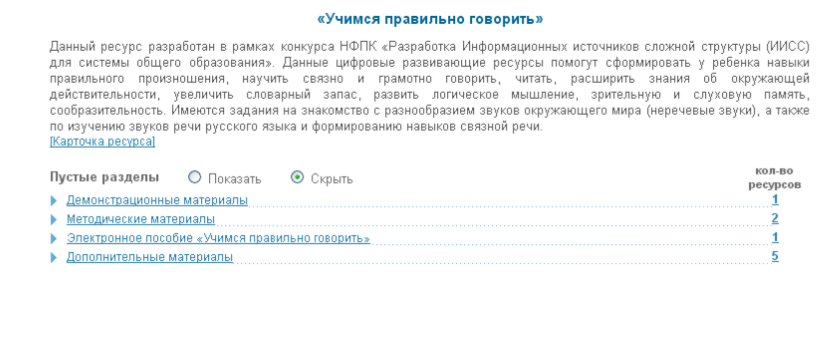 «Учимся правильно говорить»
Данный ресурс разработан в рамках конкурса НФПК «Разработка Информационных источников сложной структуры (ИИСС)
для системы общего образования». Данные цифровые развивающие ресурсы помогут сформировать у ребенка навыки
правильного произношения, научить связно и грамотно говорить, читать, расширить знания об окружающей
действительности, увеличить словарный запас, развить логическое мышление, зрительную и слуховую память,
сообразительность. Имеются задания на знакомство с разнообразием звуков окружающего мира (неречевые звуки), а также
по изучению звуков речи русского языка и формированию навыков связной речи.
[Карточка ресурса]
Пустые разделы Показать Скрыть кол-во
ресурсов
Демонстрационные материалы 1
Методические материалы 2
Электронное пособие «Учимся правильно говорить» 1
Дополнительные материалы 5